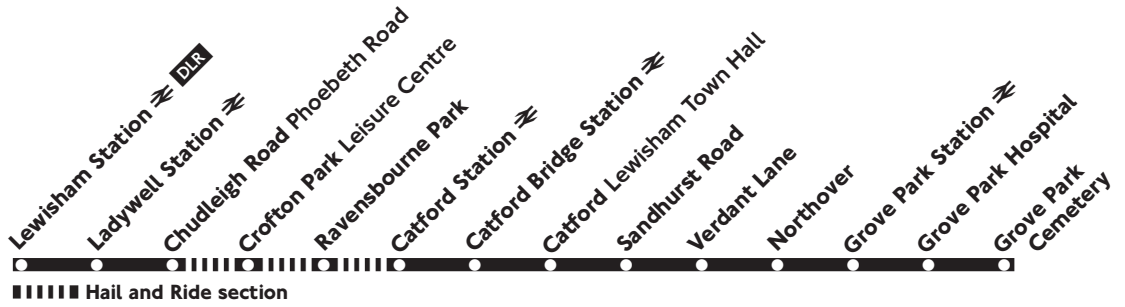 Lewisham Station DLR
Ladywell Station
Chudleigh Road Phoebeth Road
Crofton Park Leisure Centre
Ravensbourne Park
Catford Station
Catford Bridge Station
Catford Lewisham Town Hall
Sandhurst Road
Verdant Lane
Northover
Grove Park Station
Grove Park Hospital
Grove Park
Cemetery
Hail and Ride section